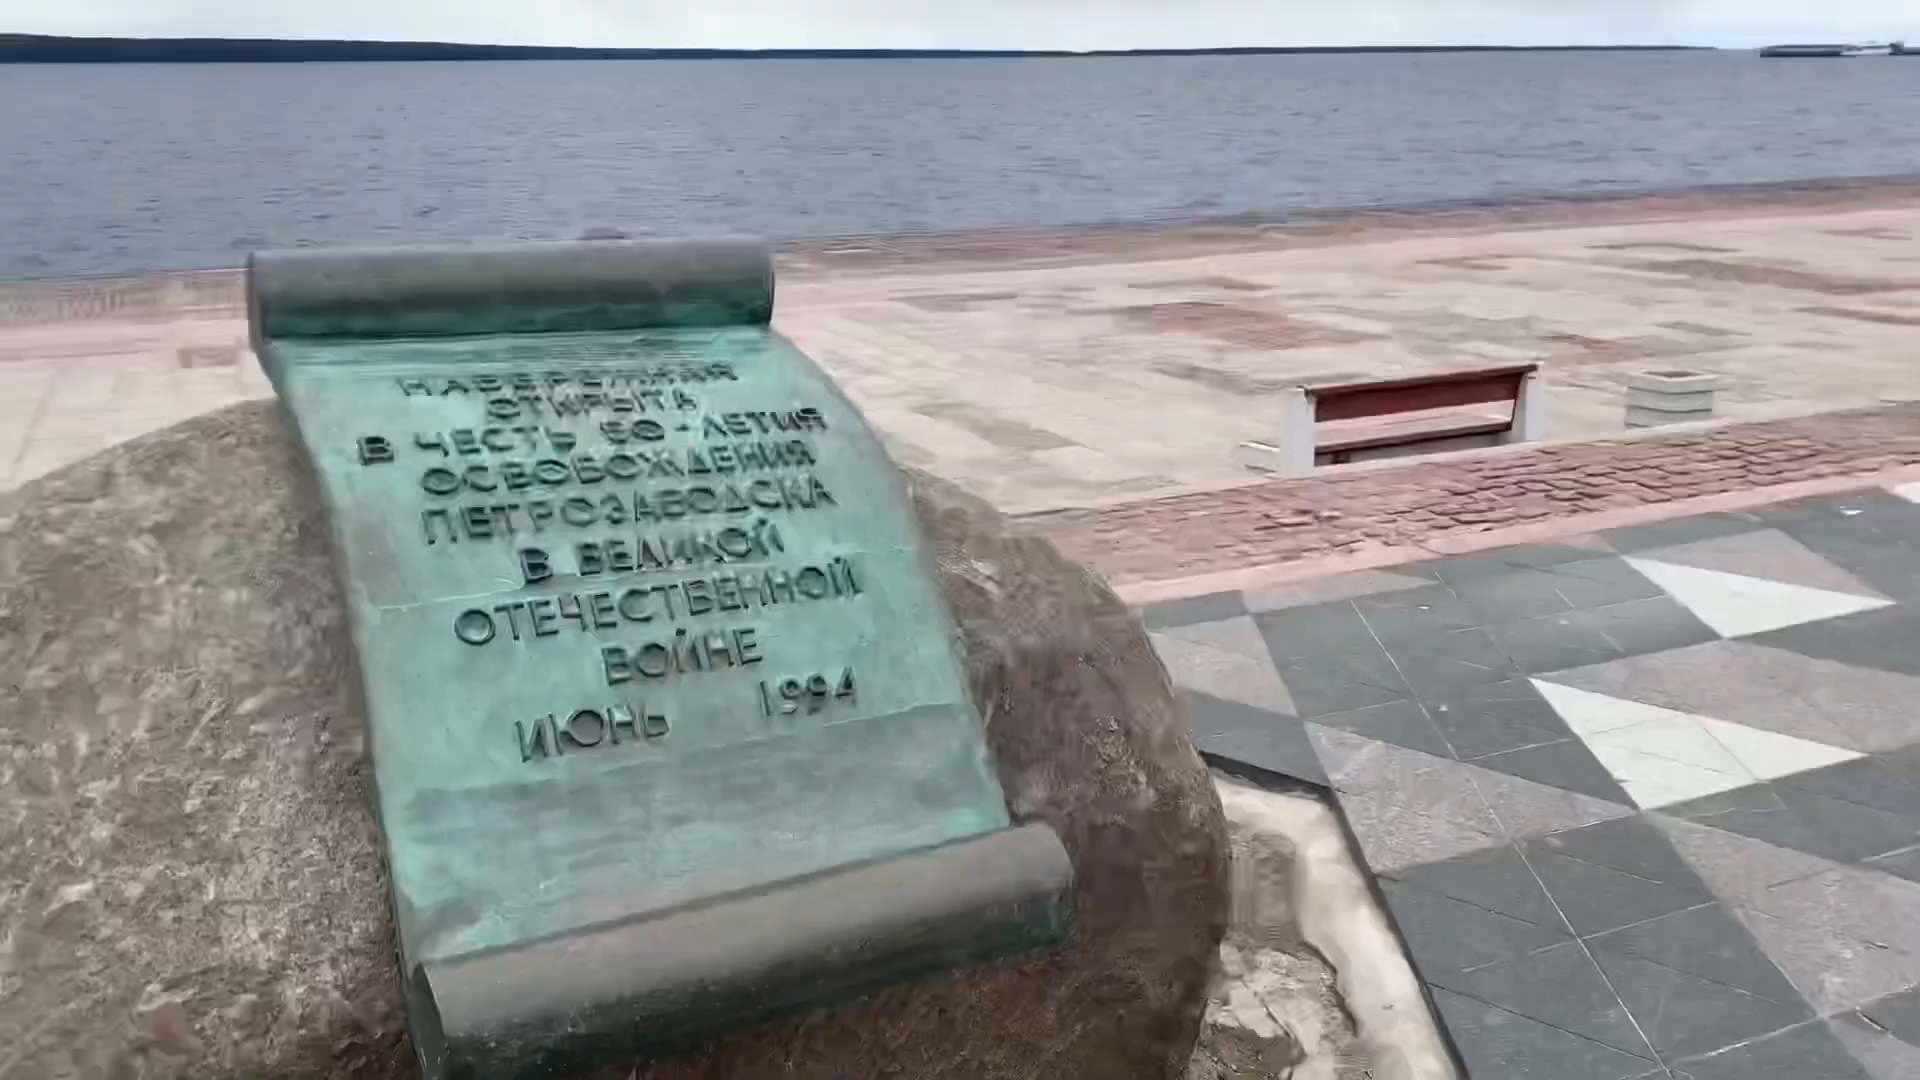 НАБЕРЕЖНАЯ
ОТКРЫТА
В ЧЕСТЬ 50-ЛЕТИЯ
ОСВОБОЖДЕНИЯ
ПЕТРОЗАВОДСКА
В ВЕЛИКОЙ
ОТЕЧЕСТВЕННОЙ
ВОЙНЕ
ИЮНЬ 1994